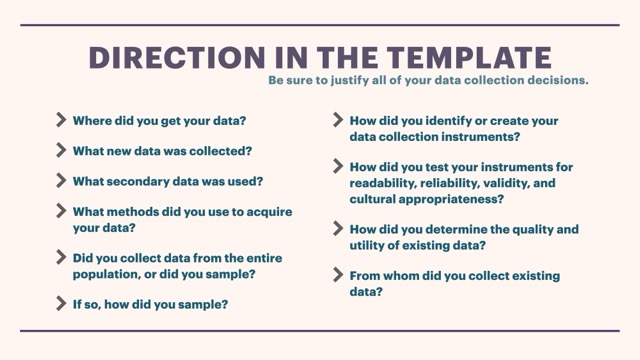 DIRECTION IN THE TEMPLATE
Be sure to justify all of your data collection decisions.
Where did you get your data?
What new data was collected?
What secondary data was used?
What methods did you use to acquire
your data?
Did you collect data from the entire
population, or did you sample?
If so, how did you sample?
How did you identify or create your
data collection instruments?
How did you test your instruments for
readability, reliability, validity, and
cultural appropriateness?
How did you determine the quality and
utility of existing data?
From whom did you collect existing
data?